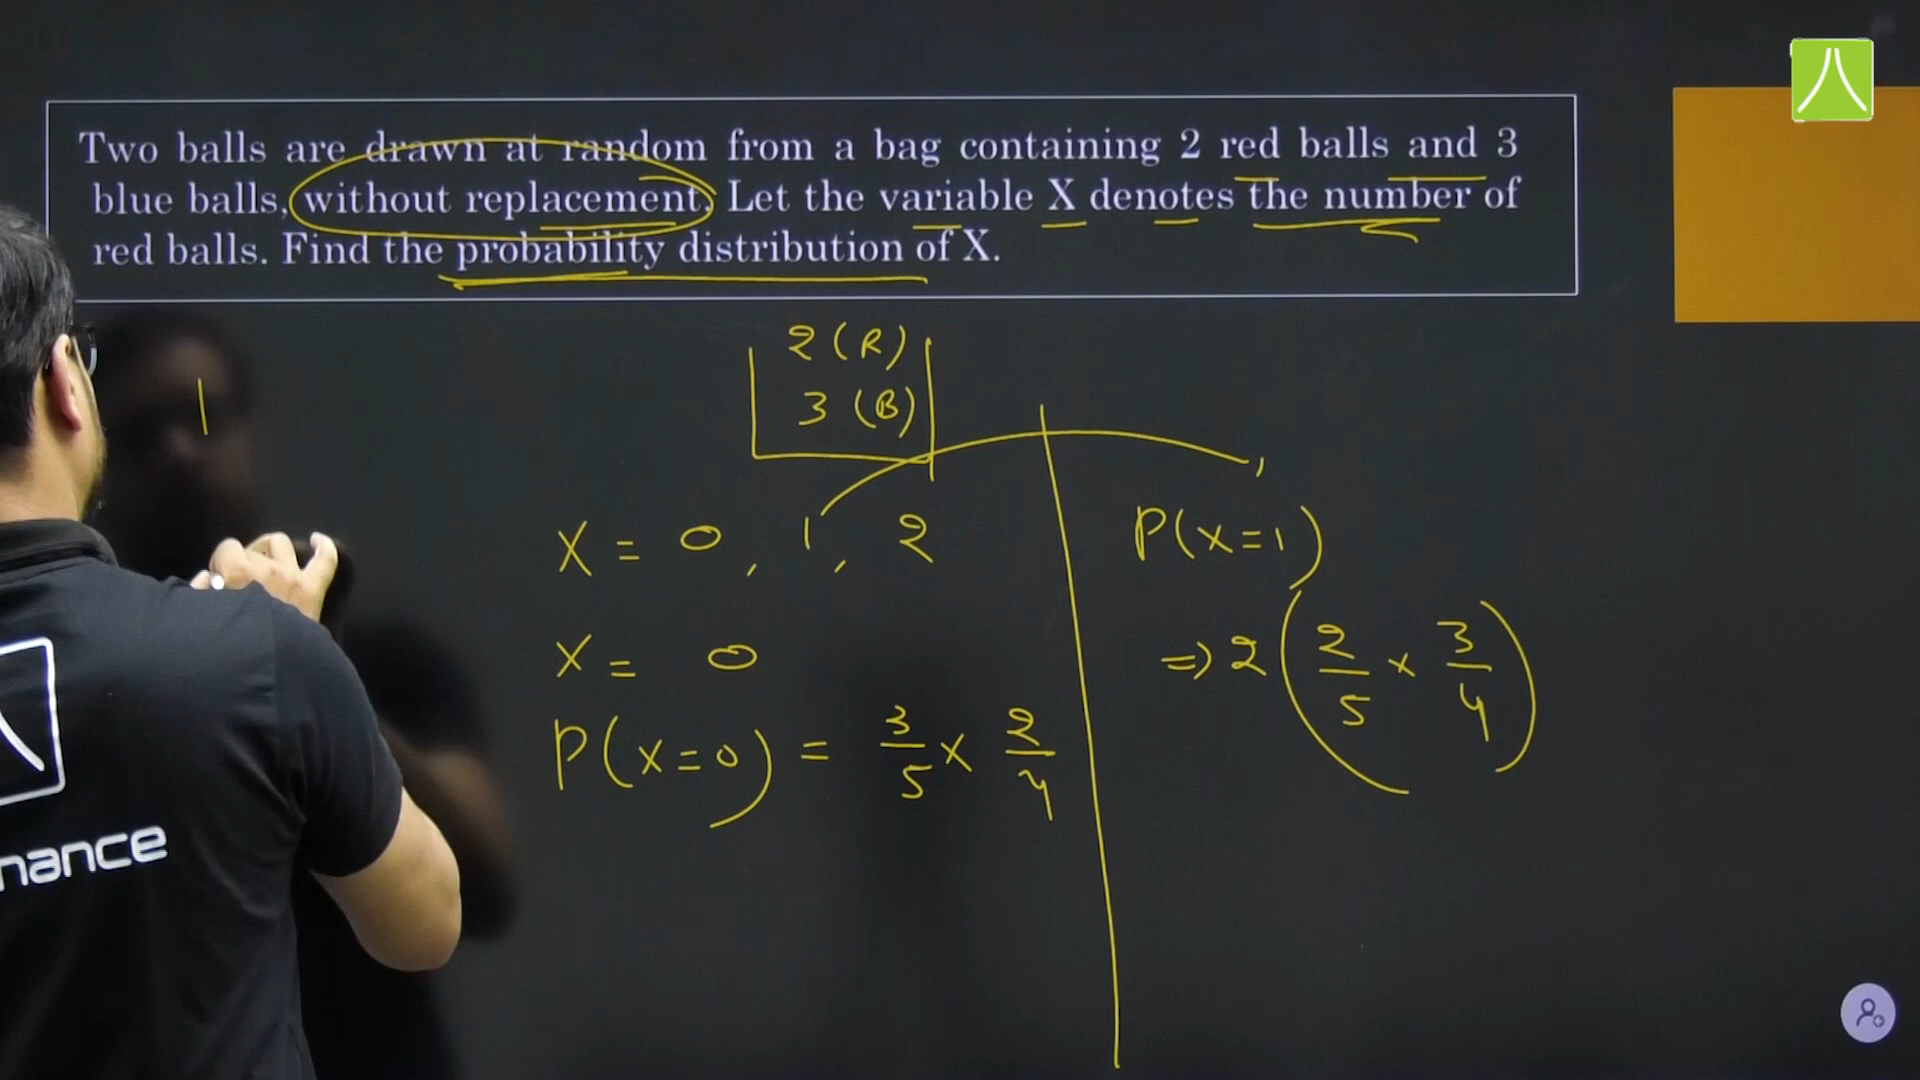 Two balls are drawn at random from a bag containing 2 red balls and 3
blue balls, without replacement. Let the variable X denotes the number of
red balls. Find the probability distribution of X.
2 (R)
3 (B)
1
X = 0, 1, 2
P(X=1)
X = 0
⇒ 2 (2/5 × 3/4)
P(X=0) = 3/5 × 2/4
nance